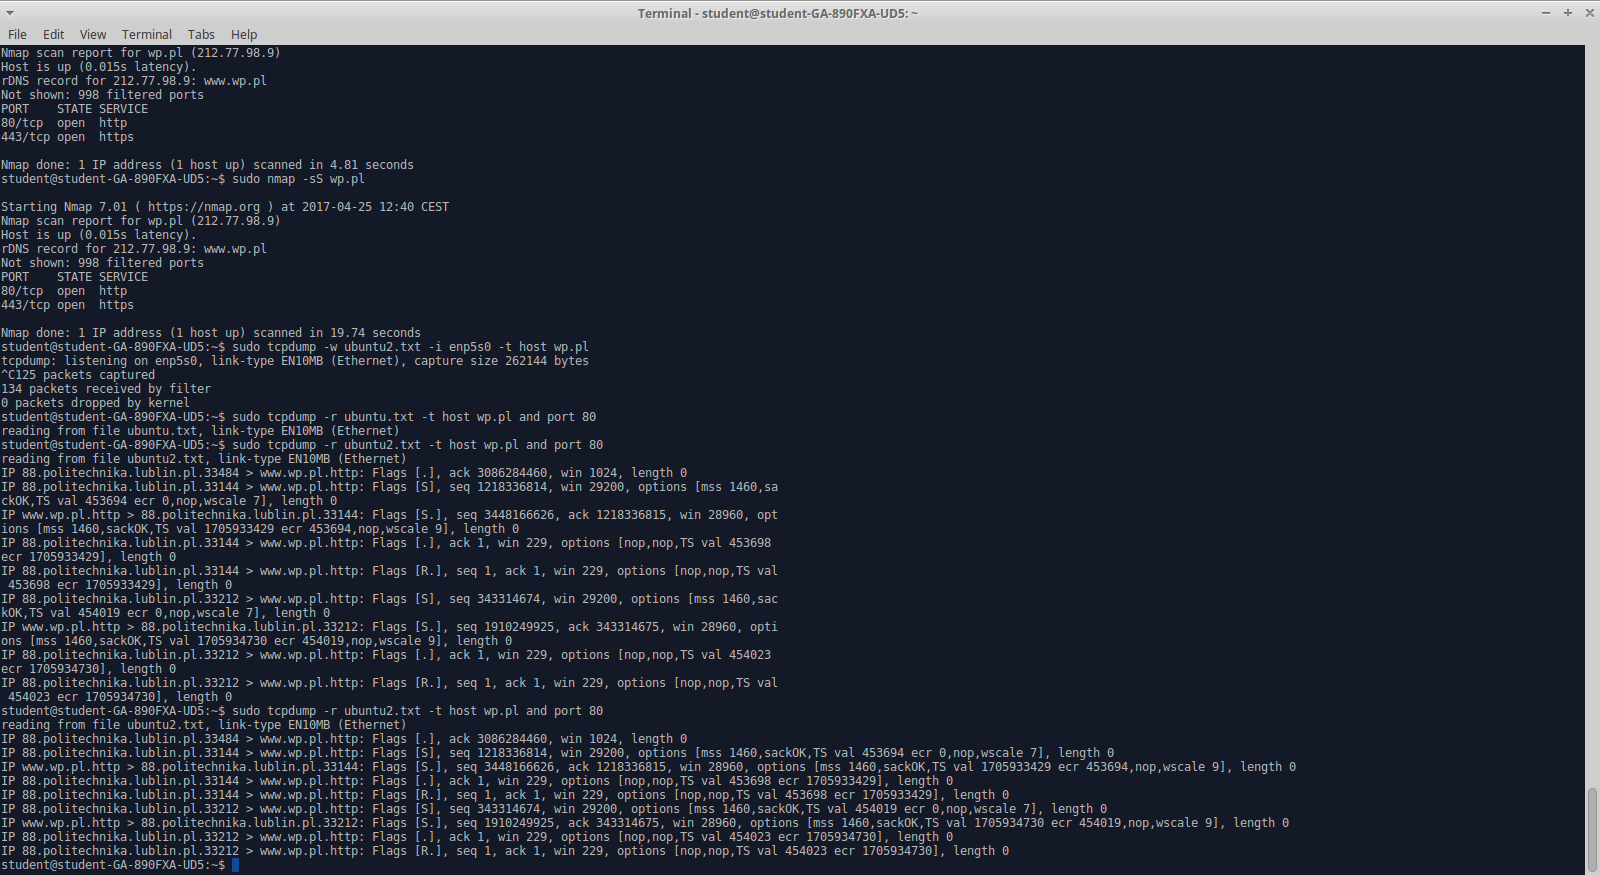 Terminal - student@student-GA-890FXA-UD5: ~
File Edit View Terminal Tabs Help
Nmap scan report for wp.pl (212.77.98.9)
Host is up (0.015s latency).
rDNS record for 212.77.98.9: www.wp.pl
Not shown: 998 filtered ports
PORT    STATE SERVICE
80/tcp  open  http
443/tcp open  https
Nmap done: 1 IP address (1 host up) scanned in 4.81 seconds
student@student-GA-890FXA-UD5:~$ sudo nmap -sS wp.pl
Starting Nmap 7.01 ( https://nmap.org ) at 2017-04-25 12:40 CEST
Nmap scan report for wp.pl (212.77.98.9)
Host is up (0.015s latency).
rDNS record for 212.77.98.9: www.wp.pl
Not shown: 998 filtered ports
PORT    STATE SERVICE
80/tcp  open  http
443/tcp open  https
Nmap done: 1 IP address (1 host up) scanned in 19.74 seconds
student@student-GA-890FXA-UD5:~$ sudo tcpdump -w ubuntu2.txt -i enp5s0 -t host wp.pl
tcpdump: listening on enp5s0, link-type EN10MB (Ethernet), capture size 262144 bytes
^C125 packets captured
134 packets received by filter
0 packets dropped by kernel
student@student-GA-890FXA-UD5:~$ sudo tcpdump -r ubuntu.txt -t host wp.pl and port 80
reading from file ubuntu.txt, link-type EN10MB (Ethernet)
student@student-GA-890FXA-UD5:~$ sudo tcpdump -r ubuntu2.txt -t host wp.pl and port 80
reading from file ubuntu2.txt, link-type EN10MB (Ethernet)
IP 88.politechnika.lublin.pl.33484 > www.wp.pl.http: Flags [.], ack 3086284460, win 1024, length 0
IP 88.politechnika.lublin.pl.33144 > www.wp.pl.http: Flags [S], seq 1218336814, win 29200, options [mss 1460,sa
ckOK,TS val 453694 ecr 0,nop,wscale 7], length 0
IP www.wp.pl.http > 88.politechnika.lublin.pl.33144: Flags [S.], seq 3448166626, ack 1218336815, win 28960, opt
ions [mss 1460,sackOK,TS val 1705933429 ecr 453694,nop,wscale 9], length 0
IP 88.politechnika.lublin.pl.33144 > www.wp.pl.http: Flags [.], ack 1, win 229, options [nop,nop,TS val 453698
ecr 1705933429], length 0
IP 88.politechnika.lublin.pl.33144 > www.wp.pl.http: Flags [R.], seq 1, ack 1, win 229, options [nop,nop,TS val
453698 ecr 1705933429], length 0
IP 88.politechnika.lublin.pl.33212 > www.wp.pl.http: Flags [S], seq 343314674, win 29200, options [mss 1460,sac
kOK,TS val 454019 ecr 0,nop,wscale 7], length 0
IP www.wp.pl.http > 88.politechnika.lublin.pl.33212: Flags [S.], seq 1910249925, ack 343314675, win 28960, opti
ons [mss 1460,sackOK,TS val 1705934730 ecr 454019,nop,wscale 9], length 0
IP 88.politechnika.lublin.pl.33212 > www.wp.pl.http: Flags [.], ack 1, win 229, options [nop,nop,TS val 454023
ecr 1705934730], length 0
IP 88.politechnika.lublin.pl.33212 > www.wp.pl.http: Flags [R.], seq 1, ack 1, win 229, options [nop,nop,TS val
454023 ecr 1705934730], length 0
student@student-GA-890FXA-UD5:~$ sudo tcpdump -r ubuntu2.txt -t host wp.pl and port 80
reading from file ubuntu2.txt, link-type EN10MB (Ethernet)
IP 88.politechnika.lublin.pl.33484 > www.wp.pl.http: Flags [.], ack 3086284460, win 1024, length 0
IP 88.politechnika.lublin.pl.33144 > www.wp.pl.http: Flags [S], seq 1218336814, win 29200, options [mss 1460,sackOK,TS val 453694 ecr 0,nop,wscale 7], length 0
IP www.wp.pl.http > 88.politechnika.lublin.pl.33144: Flags [S.], seq 3448166626, ack 1218336815, win 28960, options [mss 1460,sackOK,TS val 1705933429 ecr 453694,nop,wscale 9], length 0
IP 88.politechnika.lublin.pl.33144 > www.wp.pl.http: Flags [.], ack 1, win 229, options [nop,nop,TS val 453698 ecr 1705933429], length 0
IP 88.politechnika.lublin.pl.33144 > www.wp.pl.http: Flags [R.], seq 1, ack 1, win 229, options [nop,nop,TS val 453698 ecr 1705933429], length 0
IP 88.politechnika.lublin.pl.33212 > www.wp.pl.http: Flags [S], seq 343314674, win 29200, options [mss 1460,sackOK,TS val 454019 ecr 0,nop,wscale 7], length 0
IP www.wp.pl.http > 88.politechnika.lublin.pl.33212: Flags [S.], seq 1910249925, ack 343314675, win 28960, options [mss 1460,sackOK,TS val 1705934730 ecr 454019,nop,wscale 9], length 0
IP 88.politechnika.lublin.pl.33212 > www.wp.pl.http: Flags [.], ack 1, win 229, options [nop,nop,TS val 454023 ecr 1705934730], length 0
IP 88.politechnika.lublin.pl.33212 > www.wp.pl.http: Flags [R.], seq 1, ack 1, win 229, options [nop,nop,TS val 454023 ecr 1705934730], length 0
student@student-GA-890FXA-UD5:~$